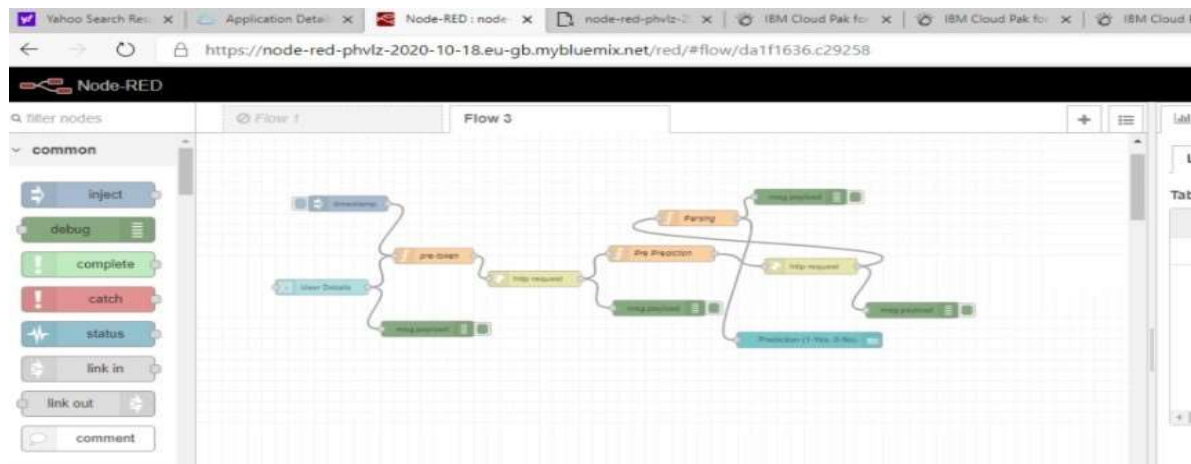 Yahoo Search Res
Application Detail
Node-RED : node-
node-red-phvlz-2
IBM Cloud Pak for
IBM Cloud Pak for
IBM Cloud
https://node-red-phvlz-2020-10-18.eu-gb.mybluemix.net/red/#flow/da1f1636.c29258
Node-RED
filter nodes
Flow 1
Flow 3
common
inject
debug
complete
catch
status
link in
link out
comment
timestamp
pre-token
User Details
msg.payload
http request
Pre Prediction
msg.payload
Parsing
msg.payload
http request
msg.payload
Prediction (1-Yes, 0-No)
Tab